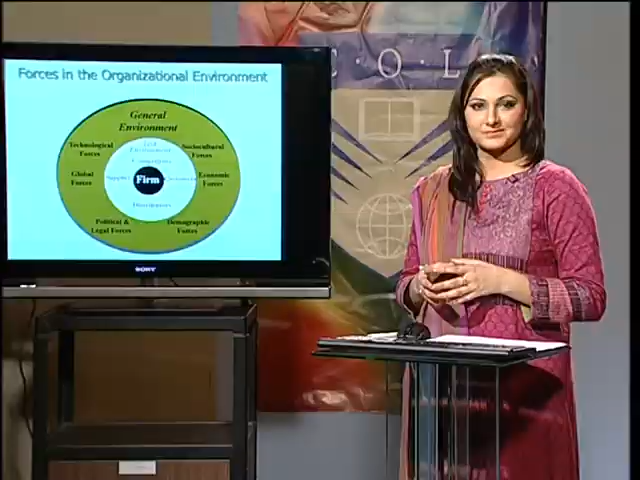 Forces in the Organizational Environment
General
Environment
Technological
Forces
Sociocultural
Forces
Global
Forces
Firm
Economic
Forces
Political &
Legal Forces
Demographic
Forces
SONY
C.O.L